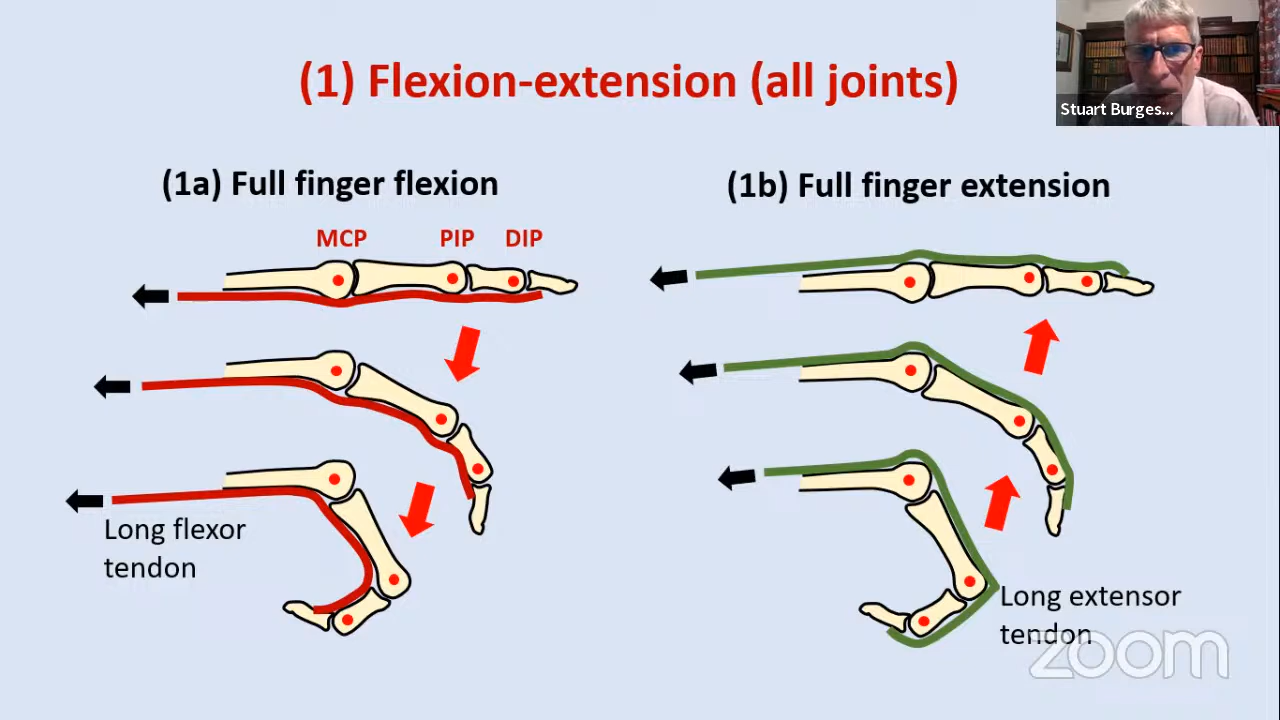 (1) Flexion-extension (all joints)
Stuart Burges...
(1a) Full finger flexion
(1b) Full finger extension
MCP PIP DIP
Long flexor
tendon
Long extensor
tendon
zoom